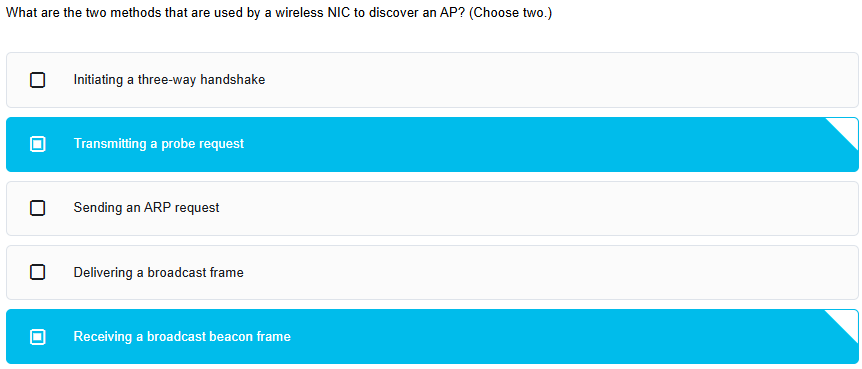 What are the two methods that are used by a wireless NIC to discover an AP? (Choose two.)
Initiating a three-way handshake
Transmitting a probe request
Sending an ARP request
Delivering a broadcast frame
Receiving a broadcast beacon frame